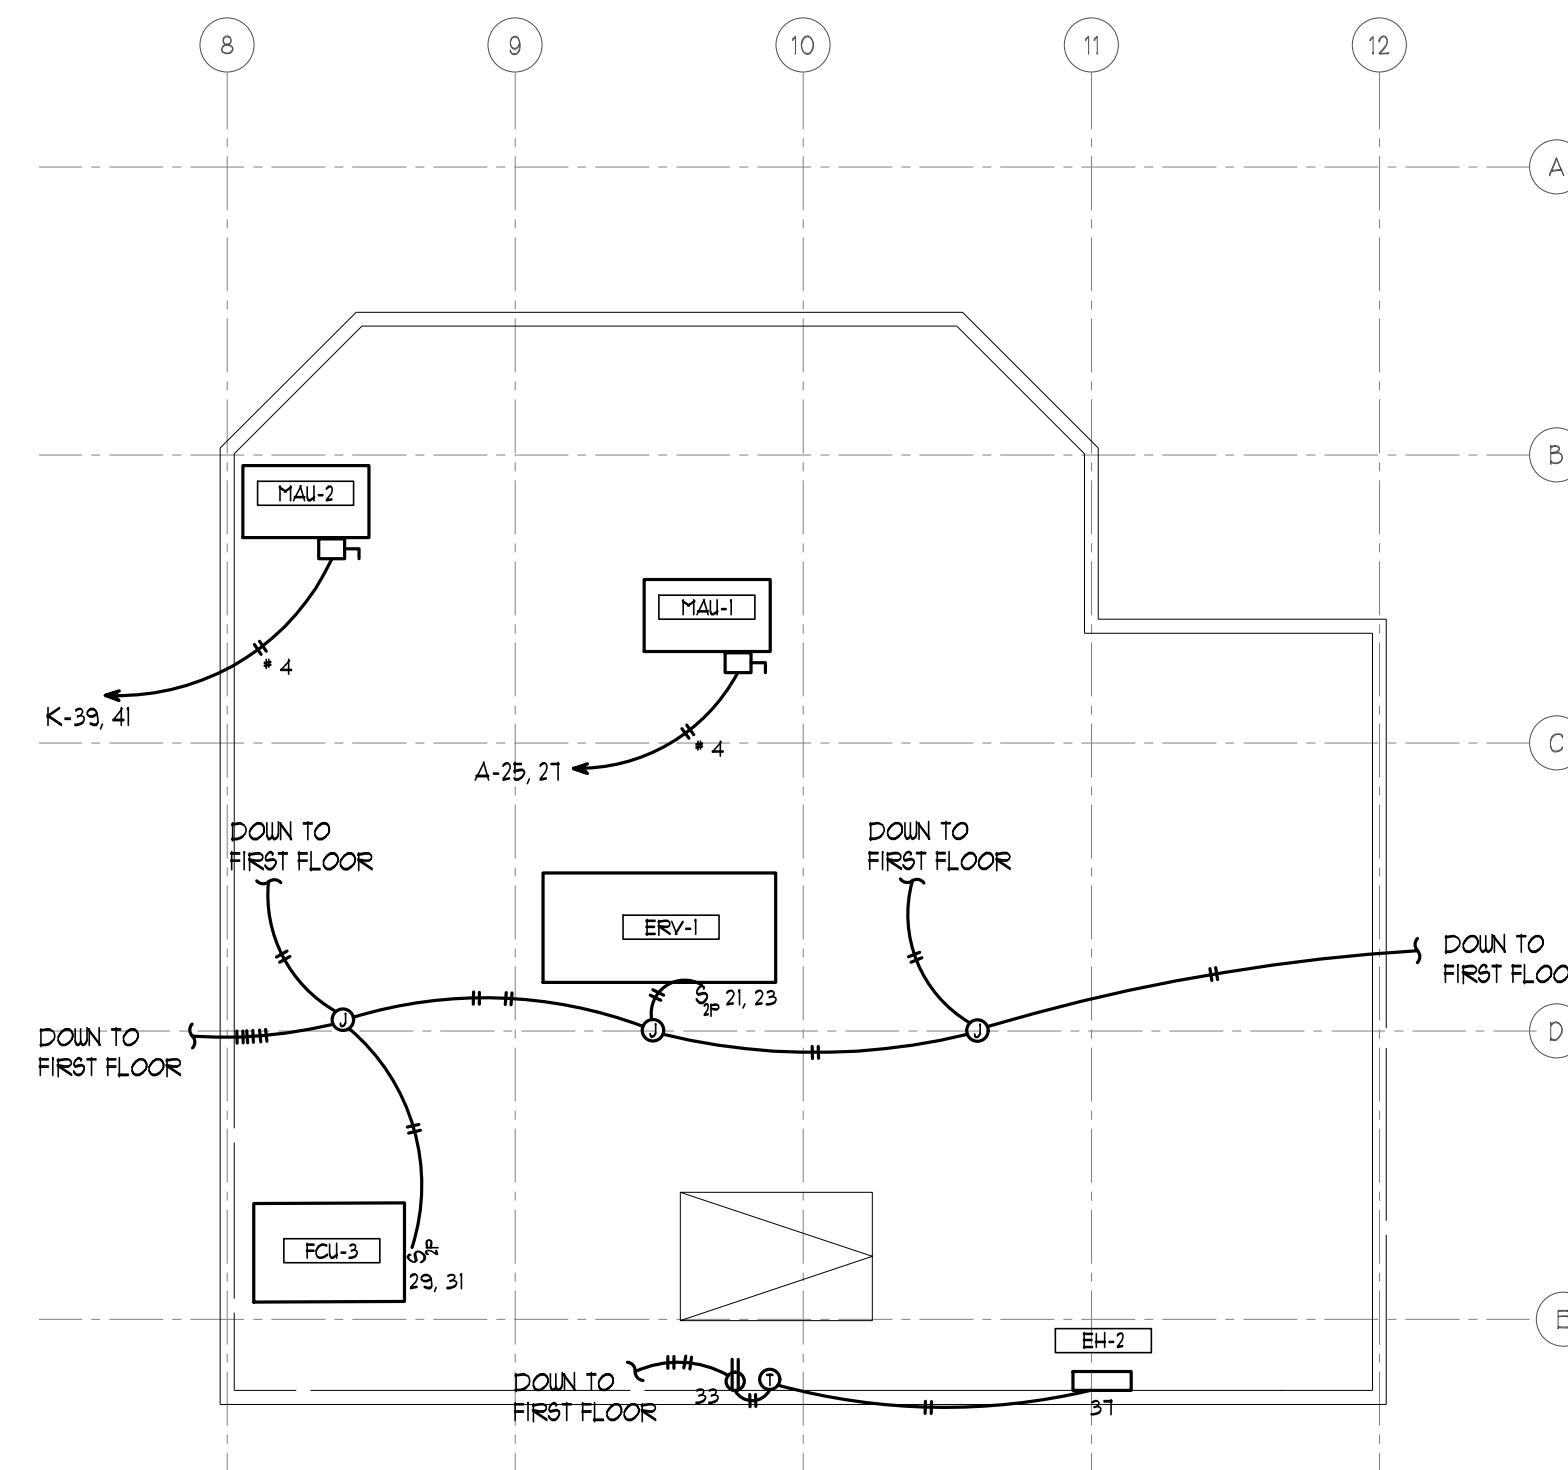 8
9
10
11
12
A
B
MAU-2
MAU-1
# 4
K-39, 41
# 4
C
A-25, 27
DOWN TO
FIRST FLOOR
DOWN TO
FIRST FLOOR
ERV-1
DOWN TO
FIRST FLOO
S2P 21, 23
J
J
J
D
DOWN TO
FIRST FLOOR
FCU-3
S2P
29, 31
E
EH-2
DOWN TO
FIRST FLOOR
33
T
37